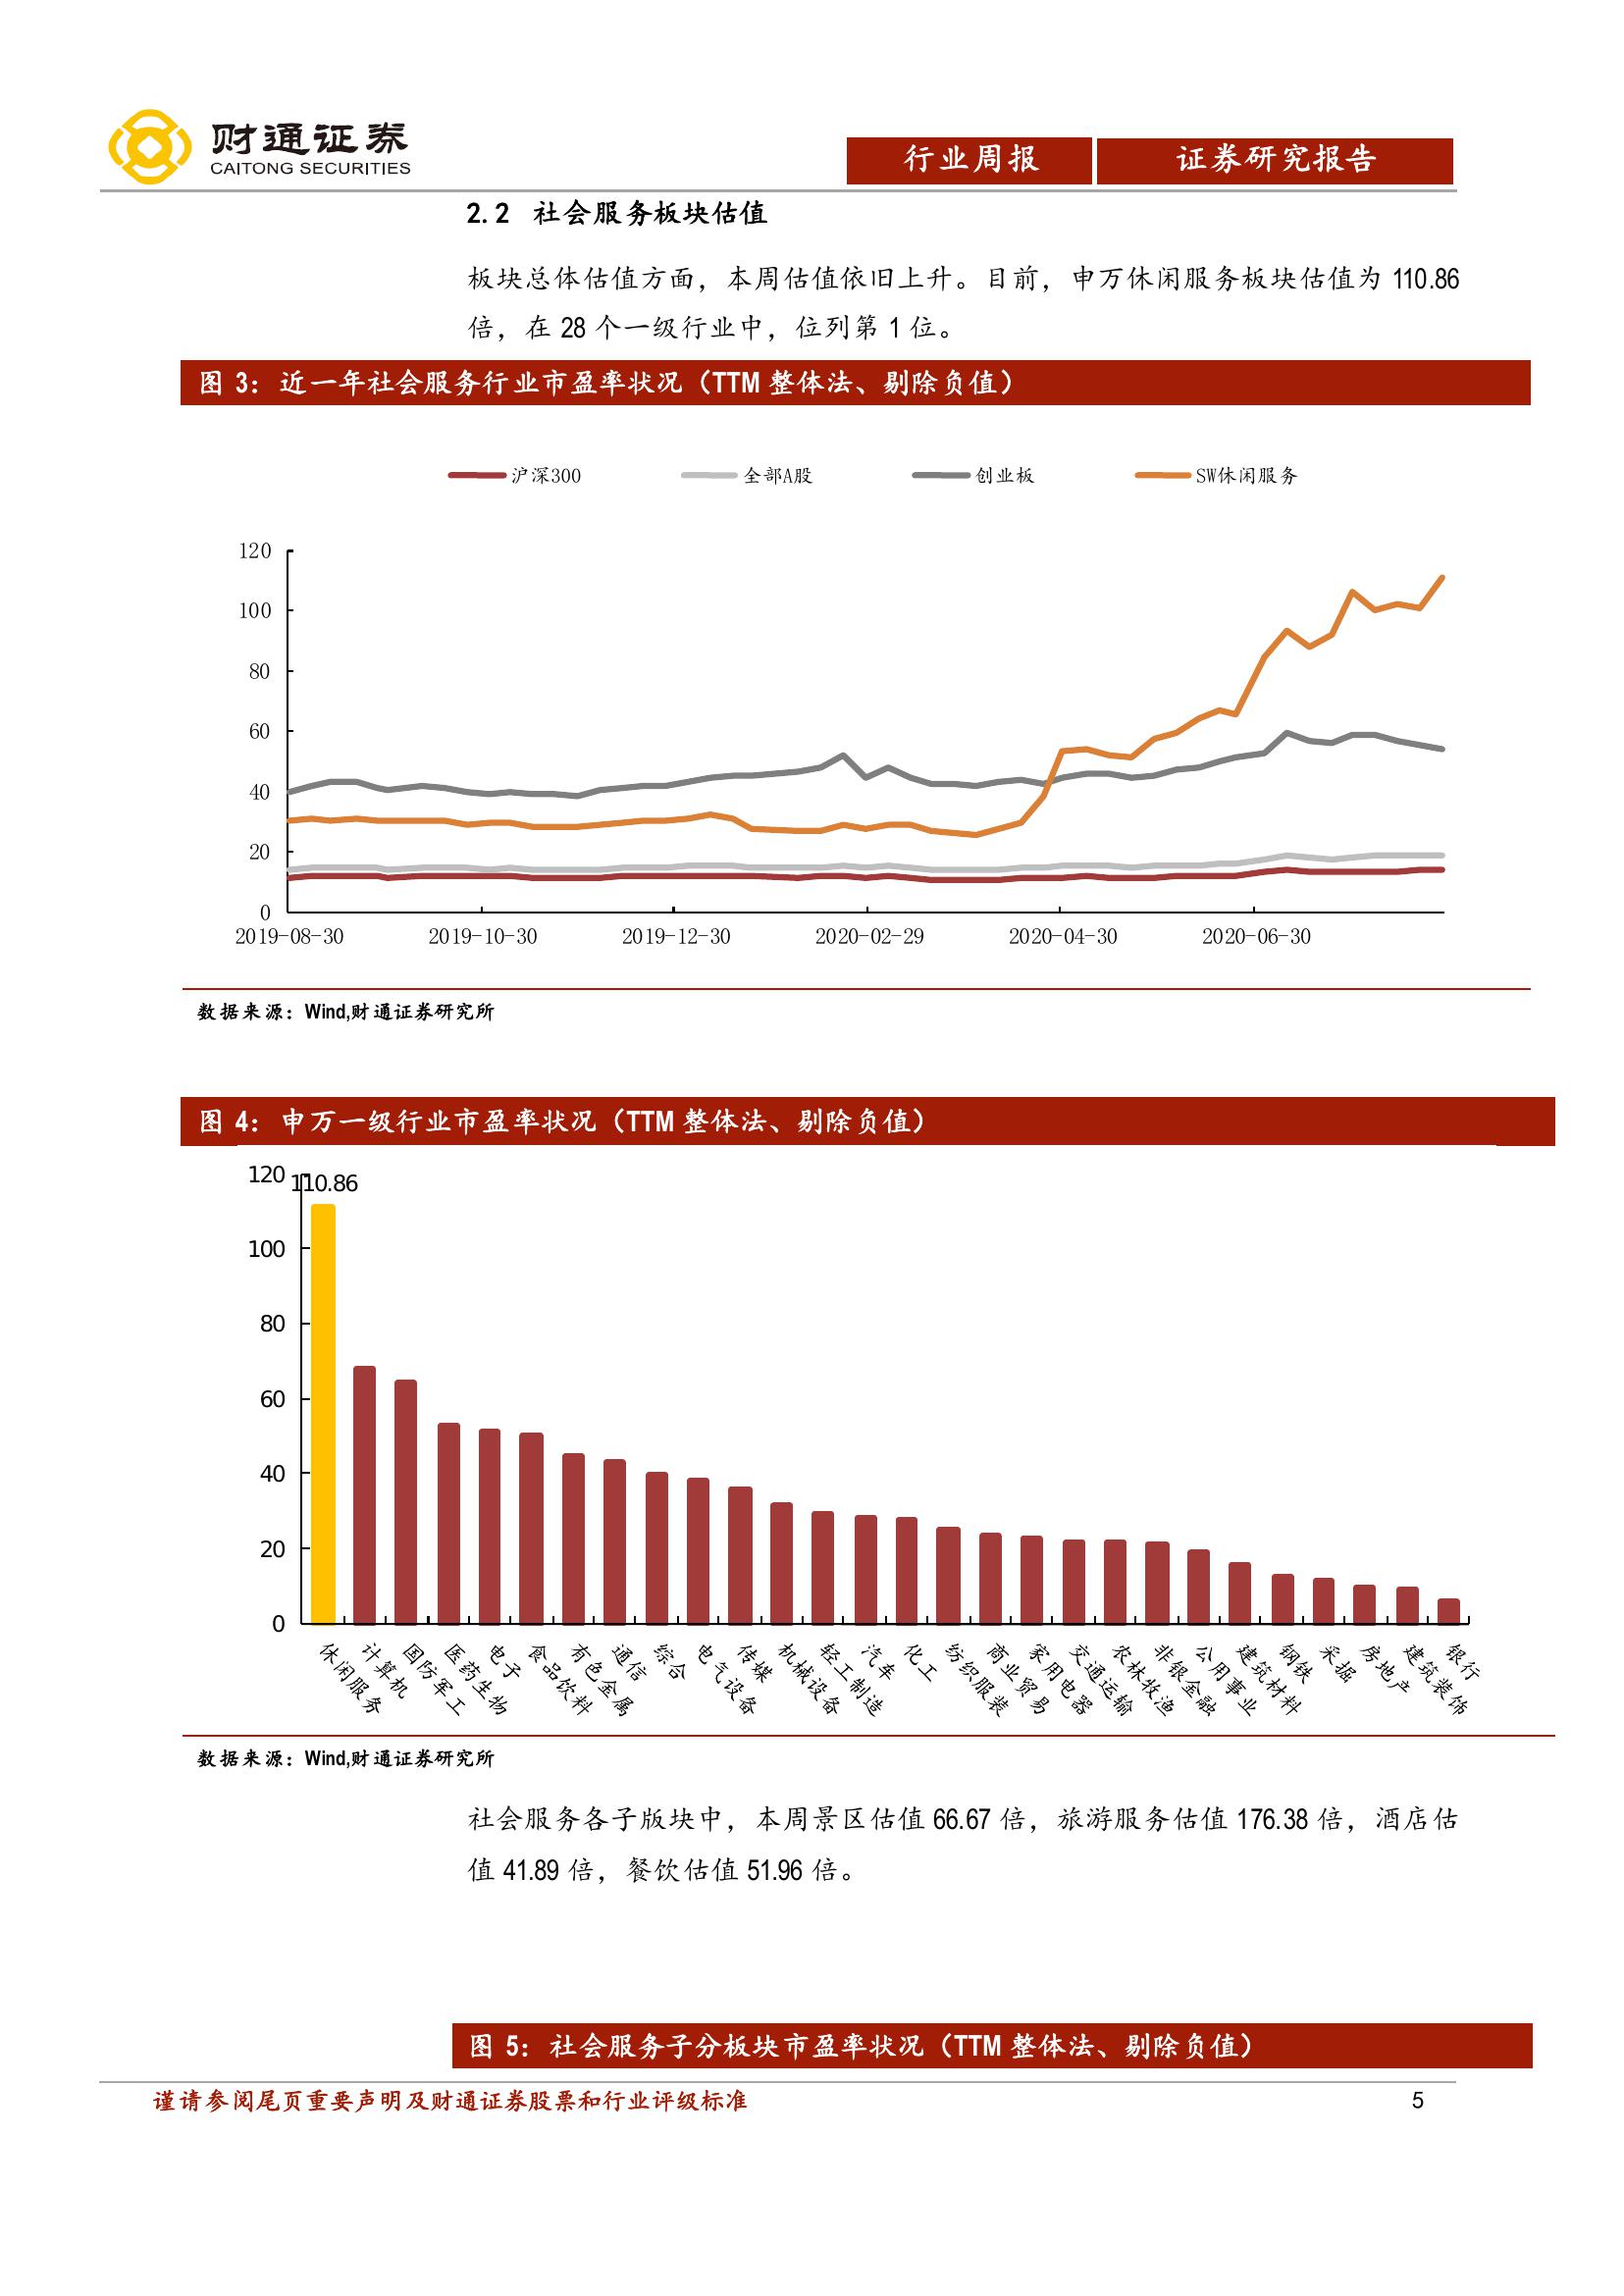 财通证券
CAITONG SECURITIES
行业周报
证券研究报告
2.2 社会服务板块估值
板块总体估值方面，本周估值依旧上升。目前，申万休闲服务板块估值为 110.86
倍，在 28 个一级行业中，位列第 1 位。
图 3：近一年社会服务行业市盈率状况（TTM 整体法、剔除负值）
沪深300 全部A股 创业板 SW休闲服务
120
100
80
60
40
20
0
2019-08-30 2019-10-30 2019-12-30 2020-02-29 2020-04-30 2020-06-30
数据来源：Wind,财通证券研究所
图 4：申万一级行业市盈率状况（TTM 整体法、剔除负值）
120
110.86
100
80
60
40
20
0
休闲服务 计算机 国防军工 医药生物 电子 食品饮料 有色金属 通信 综合 电气设备 传媒 机械设备 轻工制造 汽车 化工 纺织服装 商业贸易 家用电器 交通运输 农林牧渔 非银金融 公用事业 建筑材料 钢铁 采掘 房地产 建筑装饰 银行
数据来源：Wind,财通证券研究所
社会服务各子版块中，本周景区估值 66.67 倍，旅游服务估值 176.38 倍，酒店估
值 41.89 倍，餐饮估值 51.96 倍。
图 5：社会服务子分板块市盈率状况（TTM 整体法、剔除负值）
谨请参阅尾页重要声明及财通证券股票和行业评级标准
5